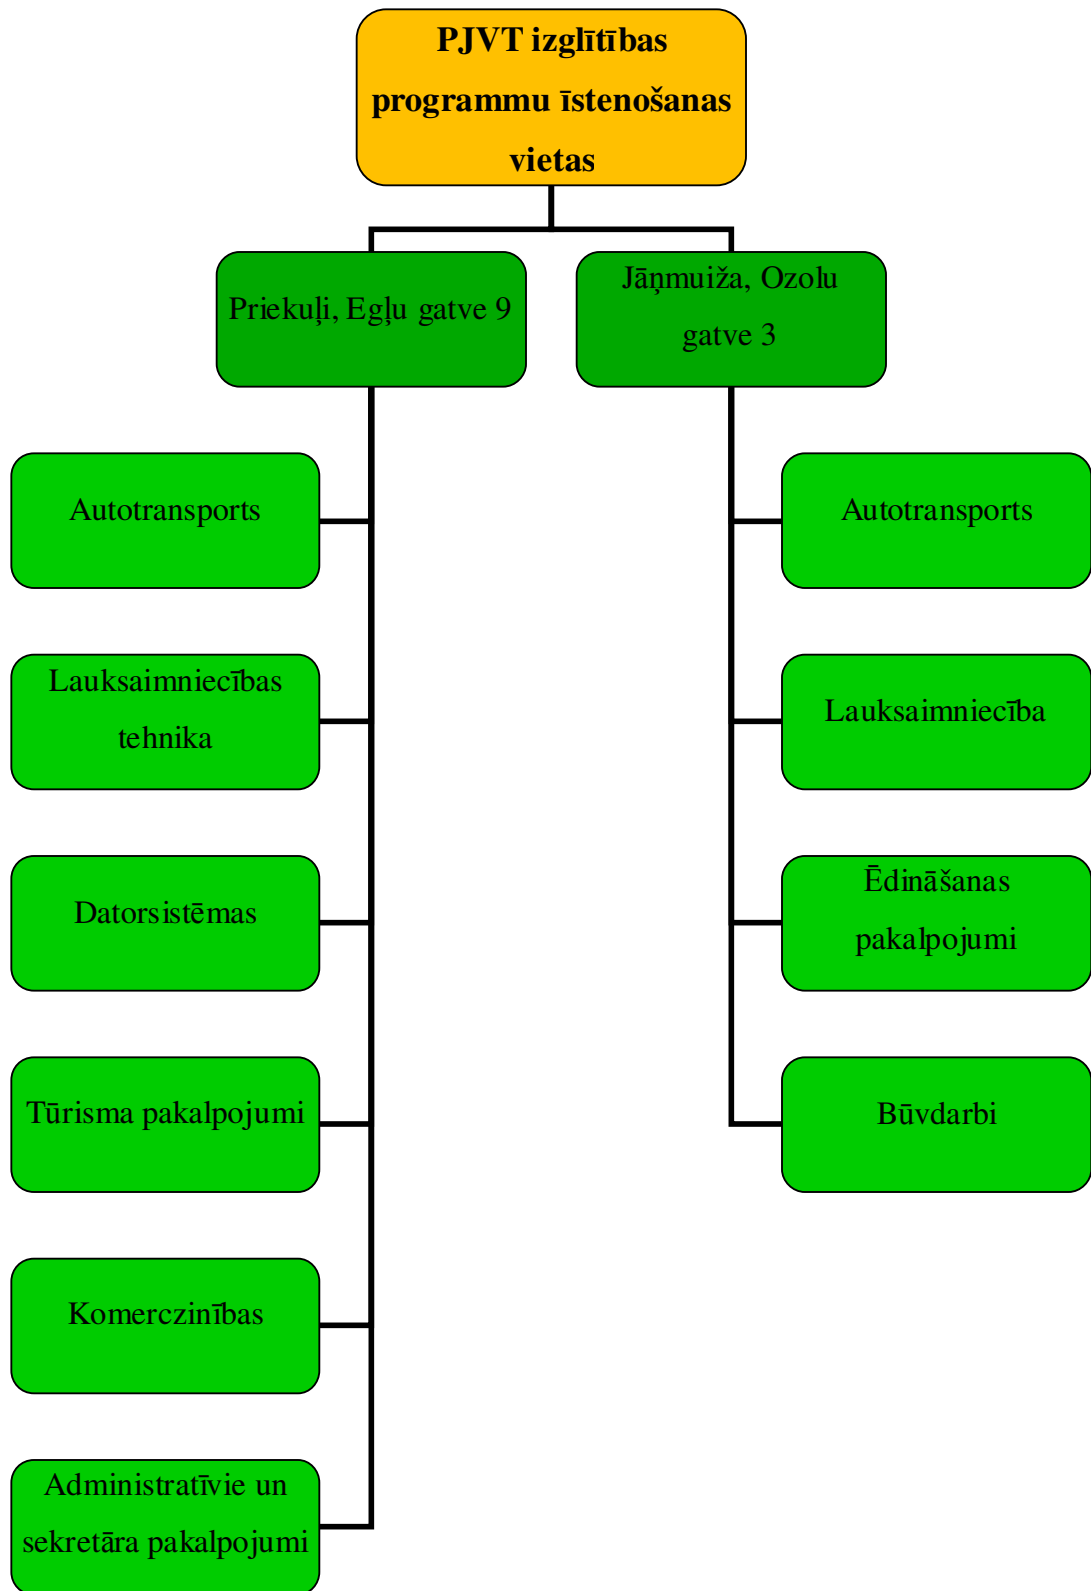 PJVT izglītības
programmu īstenošanas
vietas
Priekuļi, Egļu gatve 9
Jāņmuiža, Ozolu
gatve 3
Autotransports
Lauksaimniecības
tehnika
Datorsistēmas
Tūrisma pakalpojumi
Komerczinības
Administratīvie un
sekretāra pakalpojumi
Autotransports
Lauksaimniecība
Ēdināšanas
pakalpojumi
Būvdarbi